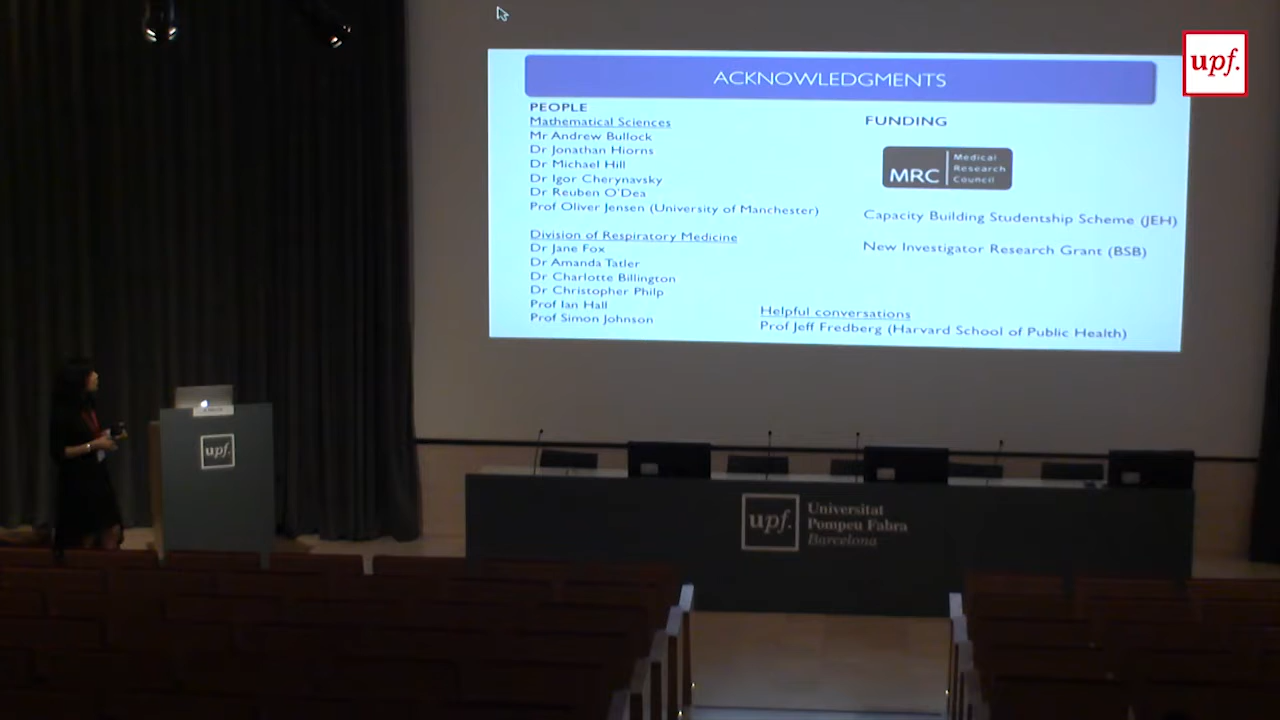 upf.
ACKNOWLEDGMENTS
PEOPLE
Mathematical Sciences
Mr Andrew Bullock
Dr Jonathan Hiorns
Dr Michael Hill
Dr Igor Cherynavsky
Dr Reuben O'Dea
Prof Oliver Jensen (University of Manchester)
Division of Respiratory Medicine
Dr Jane Fox
Dr Amanda Tatler
Dr Charlotte Billington
Dr Christopher Philp
Prof Ian Hall
Prof Simon Johnson
FUNDING
MRC
Medical
Research
Council
Capacity Building Studentship Scheme (JEH)
New Investigator Research Grant (BSB)
Helpful conversations
Prof Jeff Fredberg (Harvard School of Public Health)
upf.
upf.
Universitat
Pompeu Fabra
Barcelona